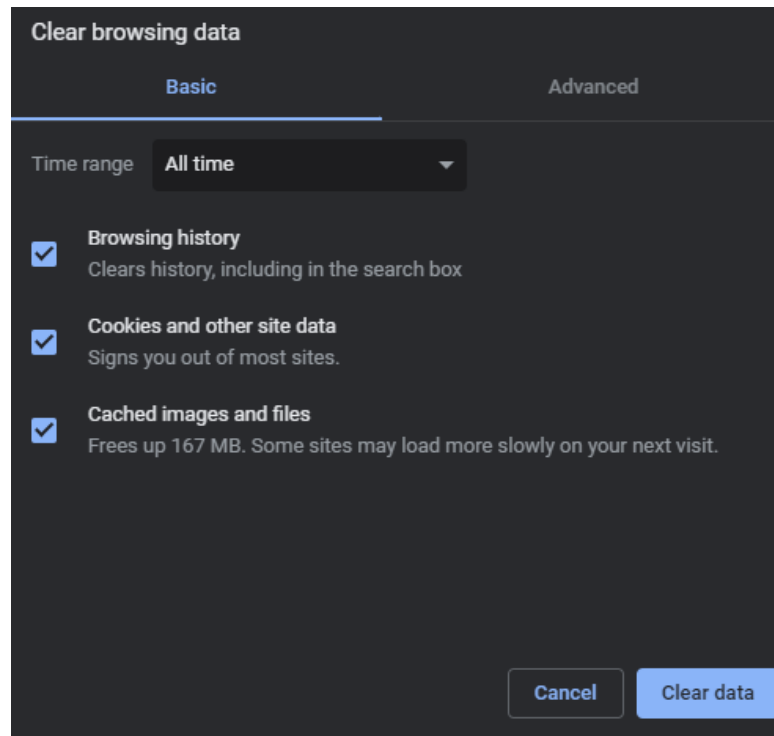 Clear browsing data
Basic
Advanced
Time range
All time
Browsing history
Clears history, including in the search box
Cookies and other site data
Signs you out of most sites.
Cached images and files
Frees up 167 MB. Some sites may load more slowly on your next visit.
Cancel
Clear data